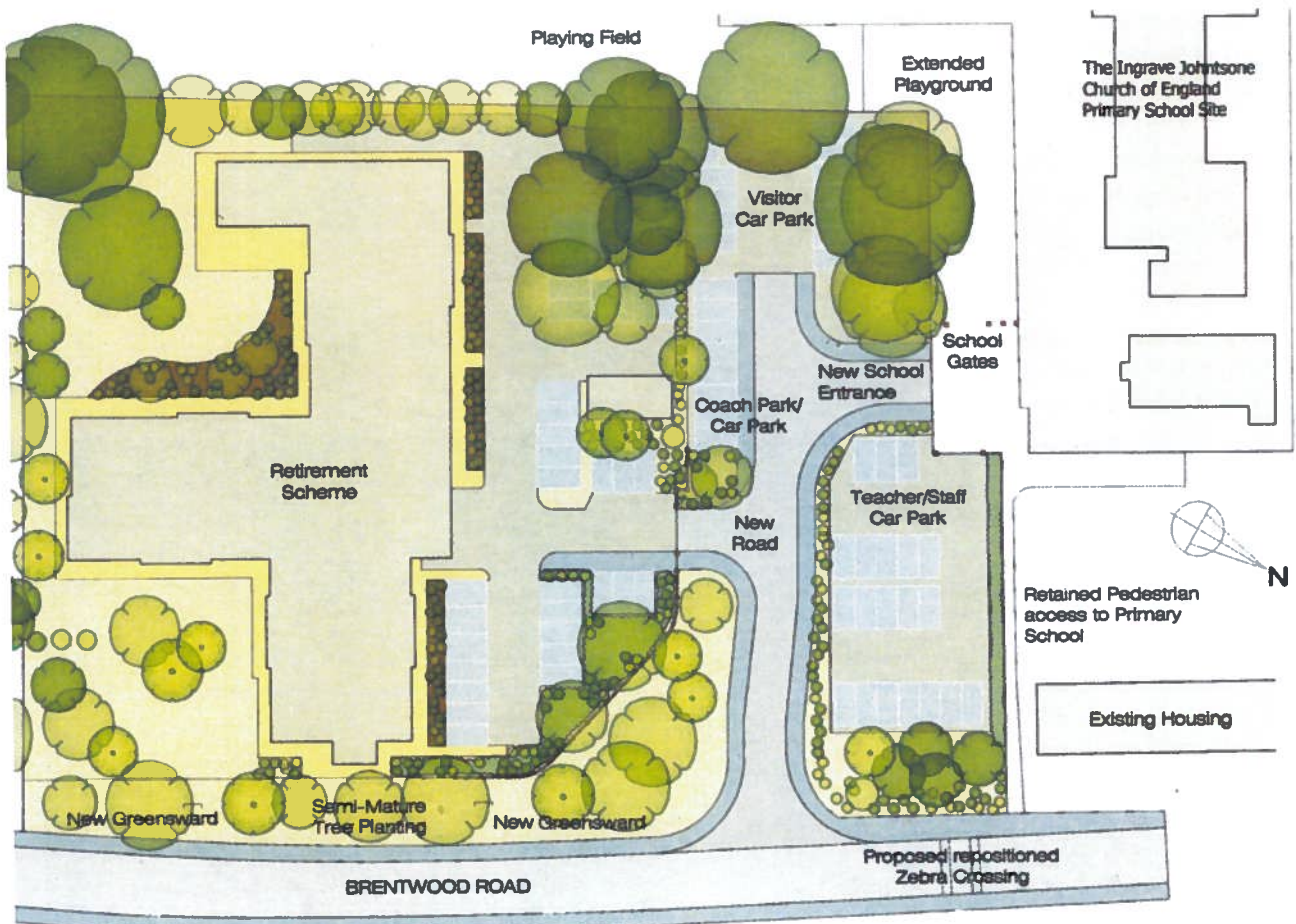 Playing Field
Extended
Playground
The Ingrave Johntsone
Church of England
Primary School Site
Visitor
Car Park
School
Gates
New School
Entrance
Coach Park/
Car Park
Retirement
Scheme
Teacher/Staff
Car Park
New
Road
N
Retained Pedestrian
access to Primary
School
Existing Housing
New Greensward
Semi-Mature
Tree Planting
New Greensward
Proposed repositioned
Zebra Crossing
BRENTWOOD ROAD